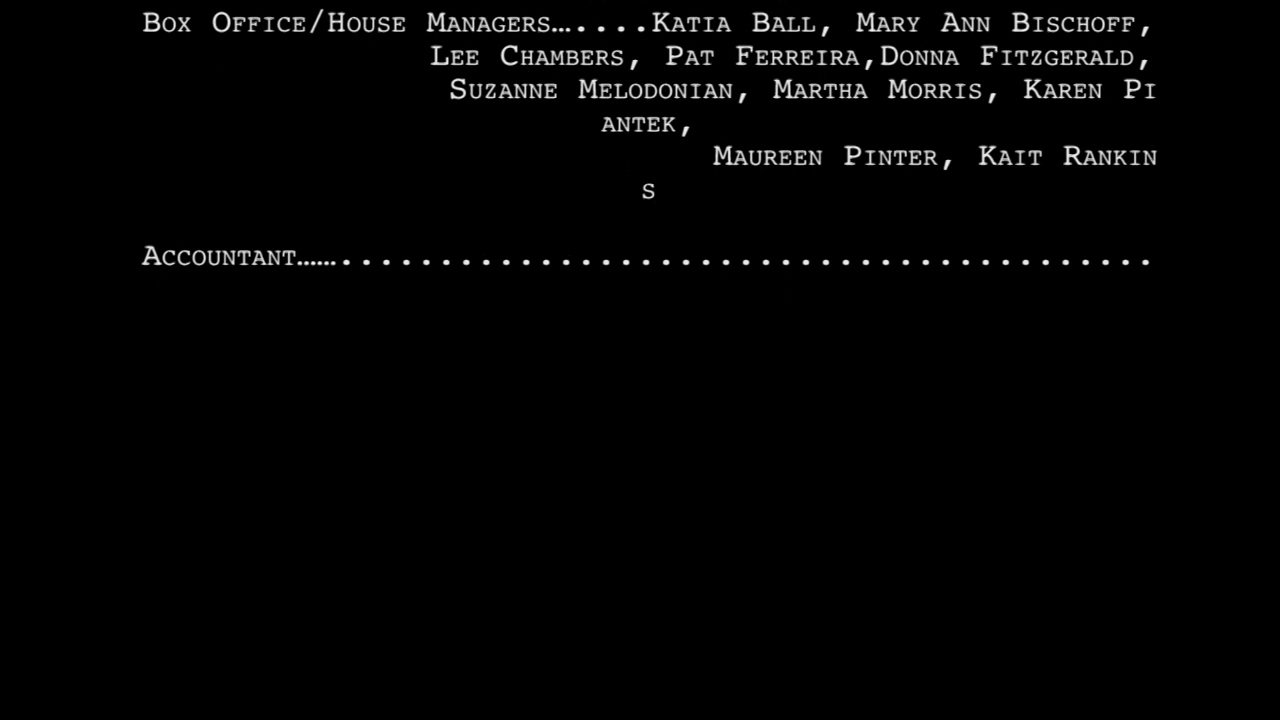 Box Office/House Managers…....Katia Ball, Mary Ann Bischoff,
Lee Chambers, Pat Ferreira,Donna Fitzgerald,
Suzanne Melodonian, Martha Morris, Karen Pi
antek,
Maureen Pinter, Kait Rankin
s
Accountant…….........................................